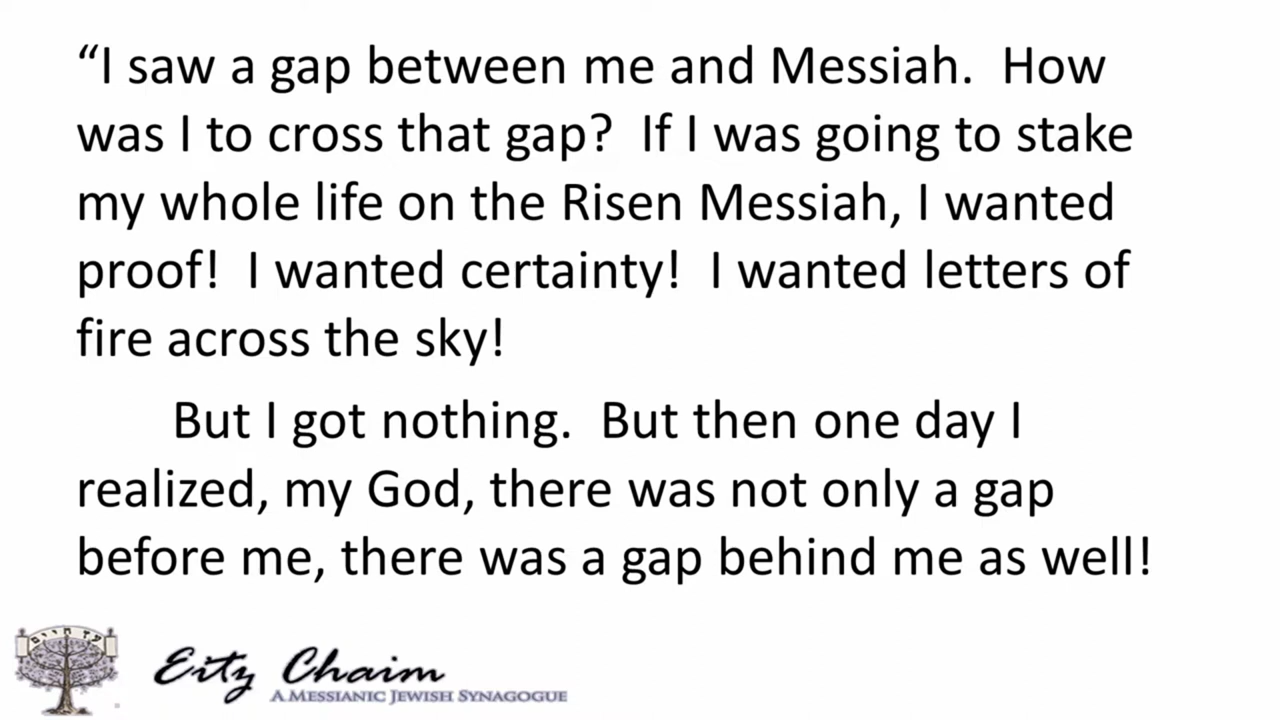 “I saw a gap between me and Messiah.  How
was I to cross that gap?  If I was going to stake
my whole life on the Risen Messiah, I wanted
proof!  I wanted certainty!  I wanted letters of
fire across the sky!
But I got nothing.  But then one day I
realized, my God, there was not only a gap
before me, there was a gap behind me as well!
עץ חיים
Eitz Chaim
A Messianic Jewish Synagogue